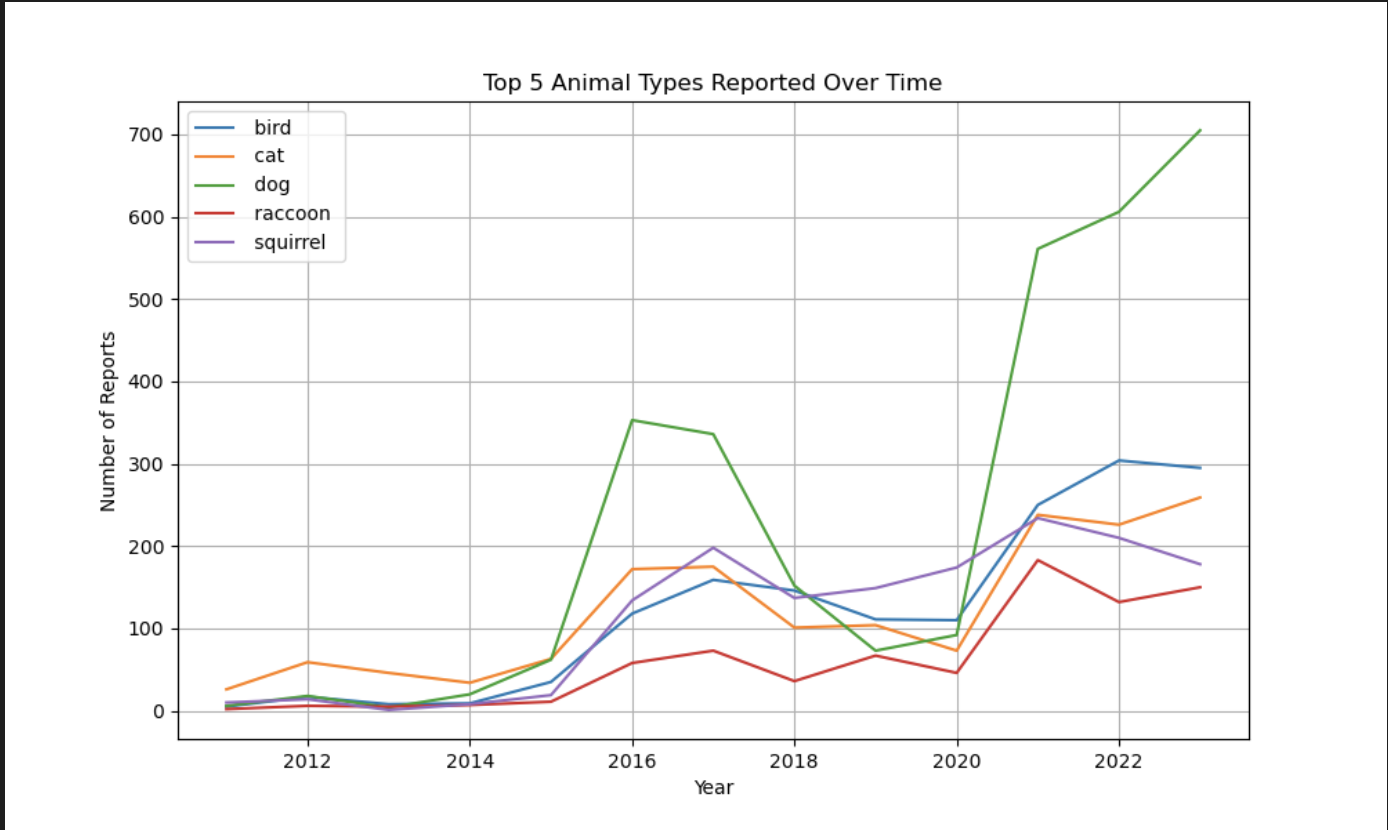 Top 5 Animal Types Reported Over Time
bird
cat
dog
raccoon
squirrel
700
600
500
400
300
200
100
0
Number of Reports
2012 2014 2016 2018 2020 2022
Year